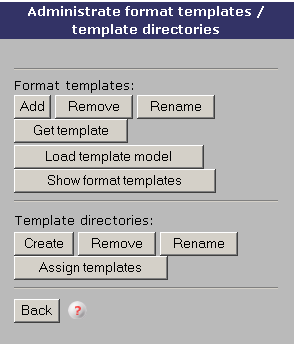 Administrate format templates /
template directories
Format templates:
Add Remove Rename
Get template
Load template model
Show format templates
Template directories:
Create Remove Rename
Assign templates
Back ?